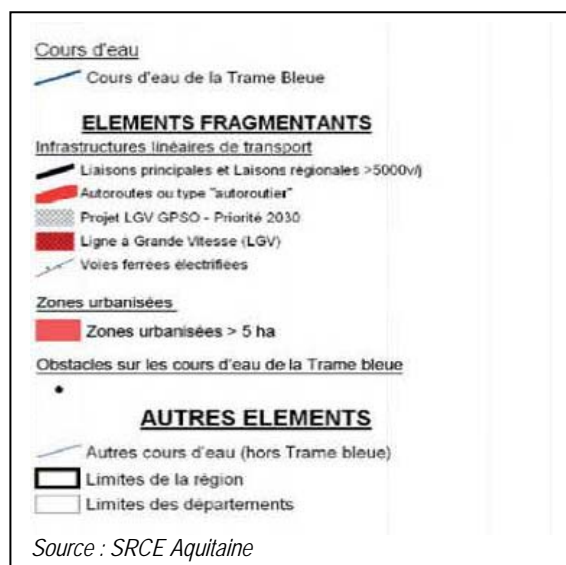 Cours d'eau
Cours d'eau de la Trame Bleue
ELEMENTS FRAGMENTANTS
Infrastructures linéaires de transport
Liaisons principales et Laisons régionales >5000v/j
Autoroutes ou type "autoroutier"
Projet LGV GPSO - Priorité 2030
Ligne à Grande Vitesse (LGV)
Voies ferrées électrifiées
Zones urbanisées
Zones urbanisées > 5 ha
Obstacles sur les cours d'eau de la Trame bleue
AUTRES ELEMENTS
Autres cours d'eau (hors Trame bleue)
Limites de la région
Limites des départements
Source : SRCE Aquitaine